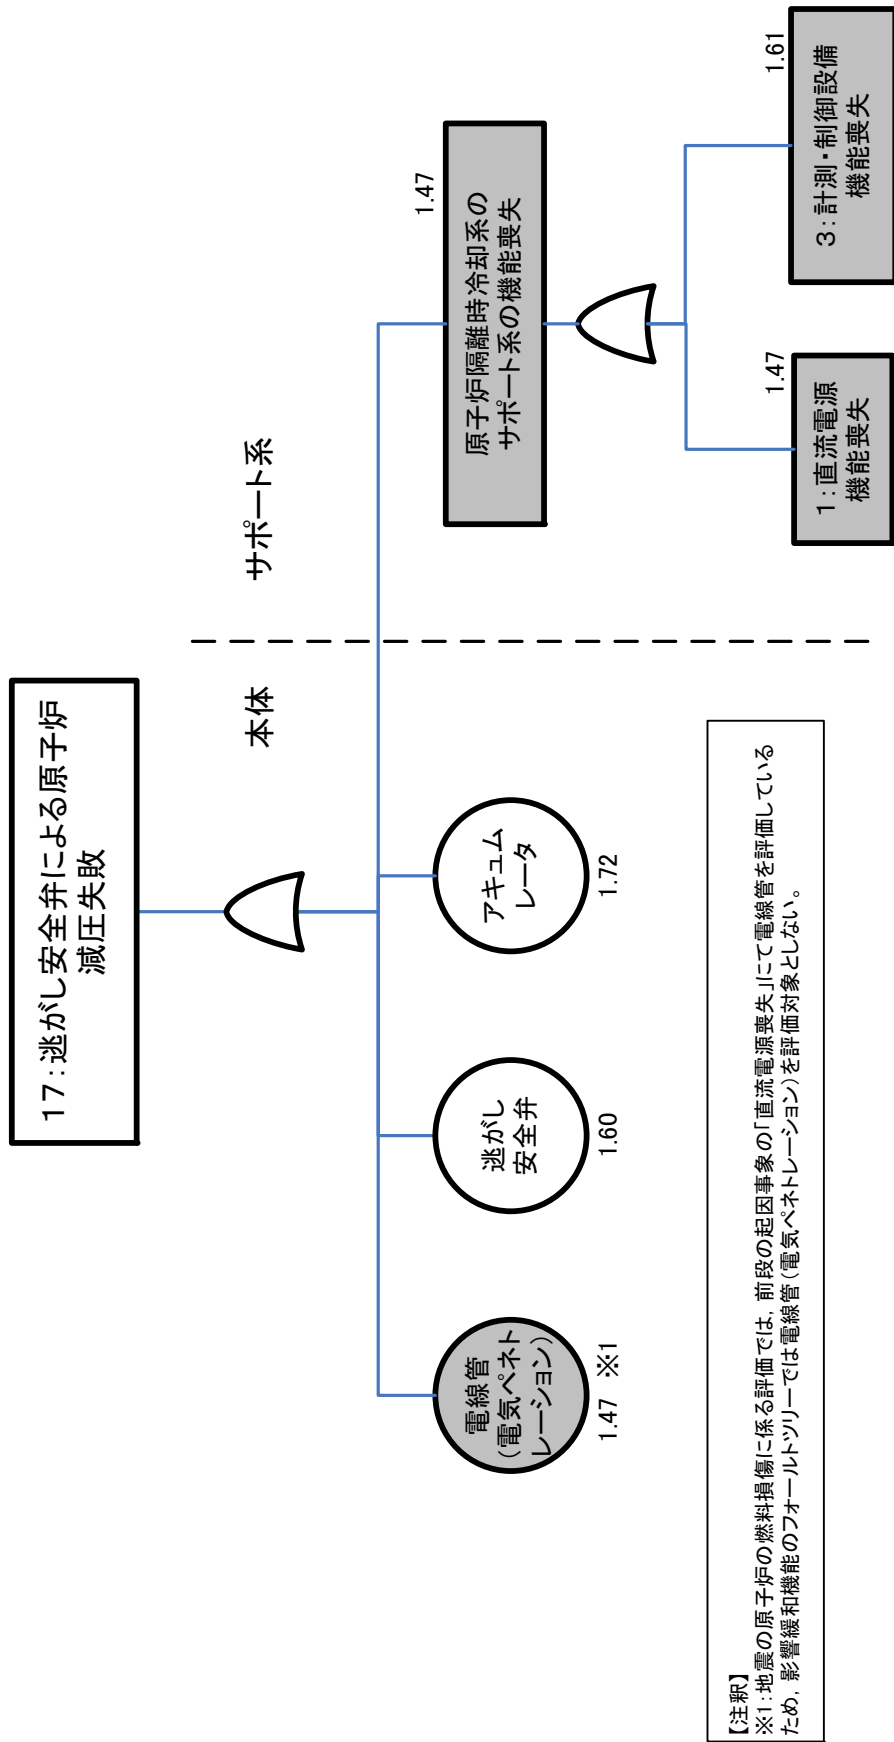 17:逃がし安全弁による原子炉
減圧失敗
本体
サポート系
電線管
(電気ペネト
レーション)
1.47 ※1
逃がし
安全弁
1.60
アキュム
レータ
1.72
1.47
原子炉隔離時冷却系の
サポート系の機能喪失
1.47
1:直流電源
機能喪失
1.61
3:計測・制御設備
機能喪失
【注釈】
※1:地震の原子炉の燃料損傷に係る評価では,前段の起因事象の「直流電源喪失」にて電線管を評価している
ため,影響緩和機能のフォールトツリーでは電線管(電気ペネトレーション)を評価対象としない。